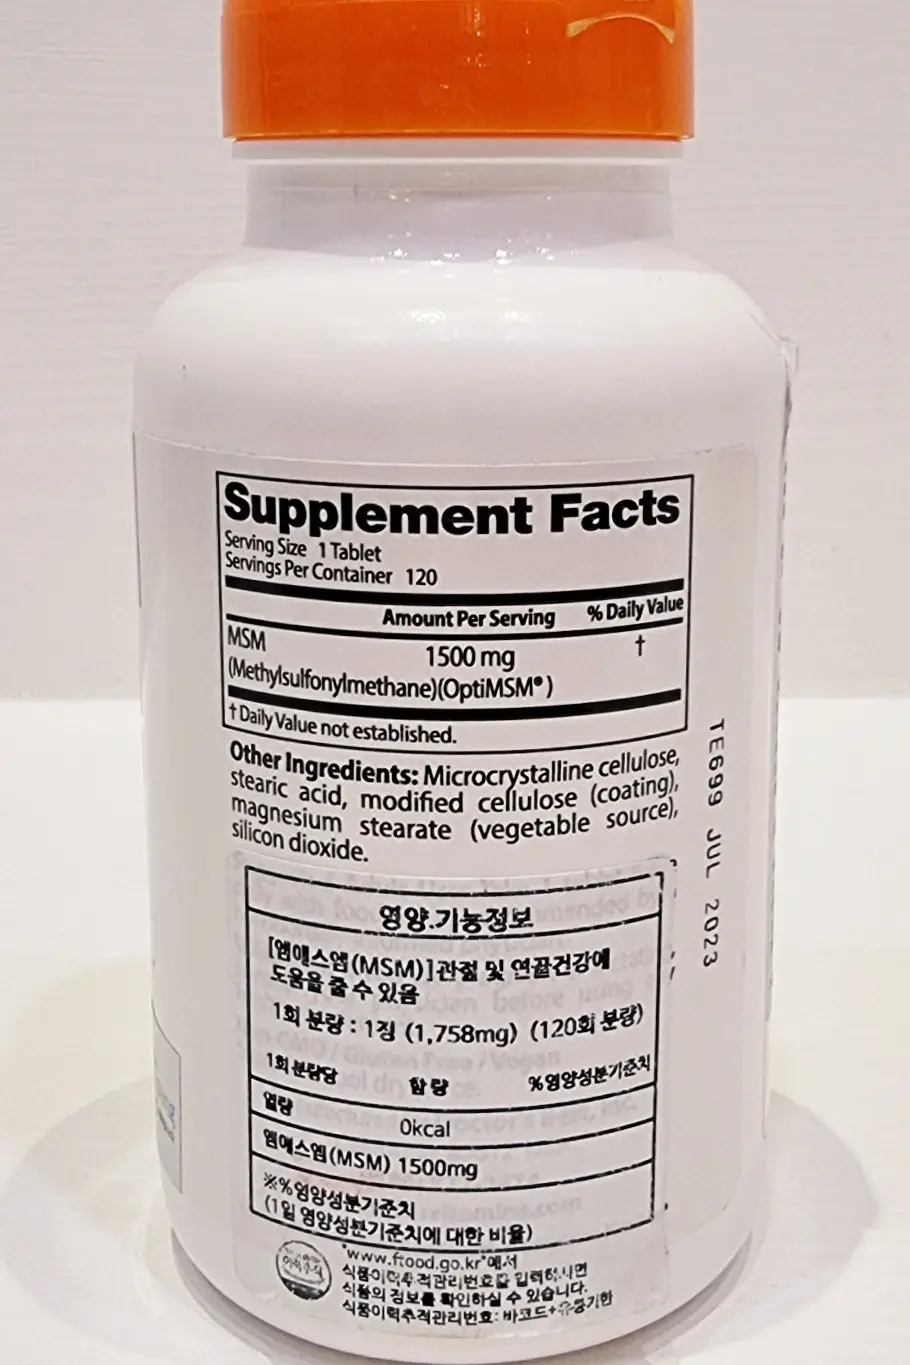 Supplement Facts
Serving Size 1 Tablet
Servings Per Container 120
Amount Per Serving % Daily Value
MSM 1500 mg †
(Methylsulfonylmethane)(OptiMSM®)
† Daily Value not established.
Other Ingredients: Microcrystalline cellulose,
stearic acid, modified cellulose (coating),
magnesium stearate (vegetable source),
silicon dioxide.
TE699 JUL 2023
영양.기능정보
[엠애스엠(MSM)]관절 및 연골건강에
도움을 줄 수 있음
1회 분량 : 1정 (1,758mg) (120회 분량)
1회 분량당 함량 %영양성분기준치
열량 0kcal
엠애스엠(MSM) 1500mg
※%영양성분기준치
(1일 영양성분기준치에 대한 비율)
"www.ftood.go.kr"에서
식품이력추적관리번호를 입력하시면
식품의 정보를 확인하실 수 있습니다.
식품이력추적관리번호: 바코드+유통기한